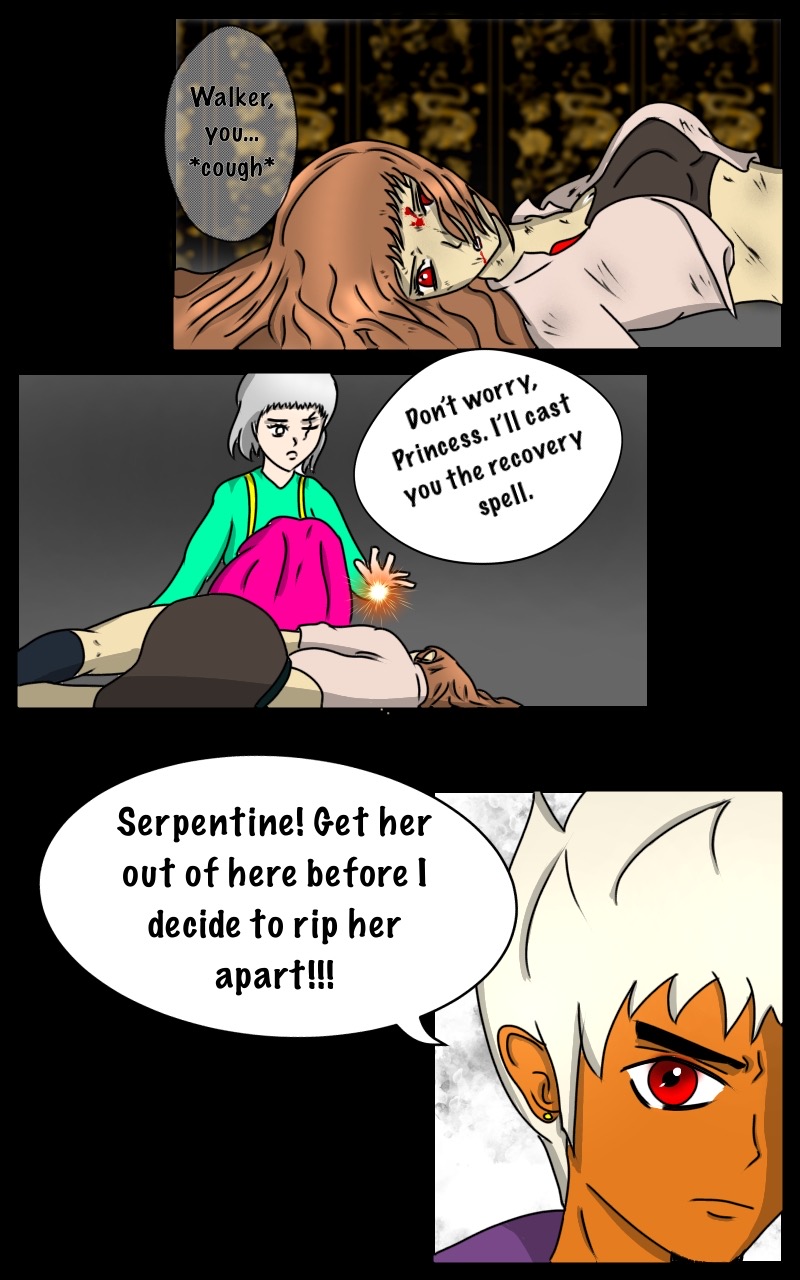 Walker,
you...
*cough*
Don't worry,
Princess. I'll cast
you the recovery
spell.
Serpentine! Get her
out of here before I
decide to rip her
apart!!!